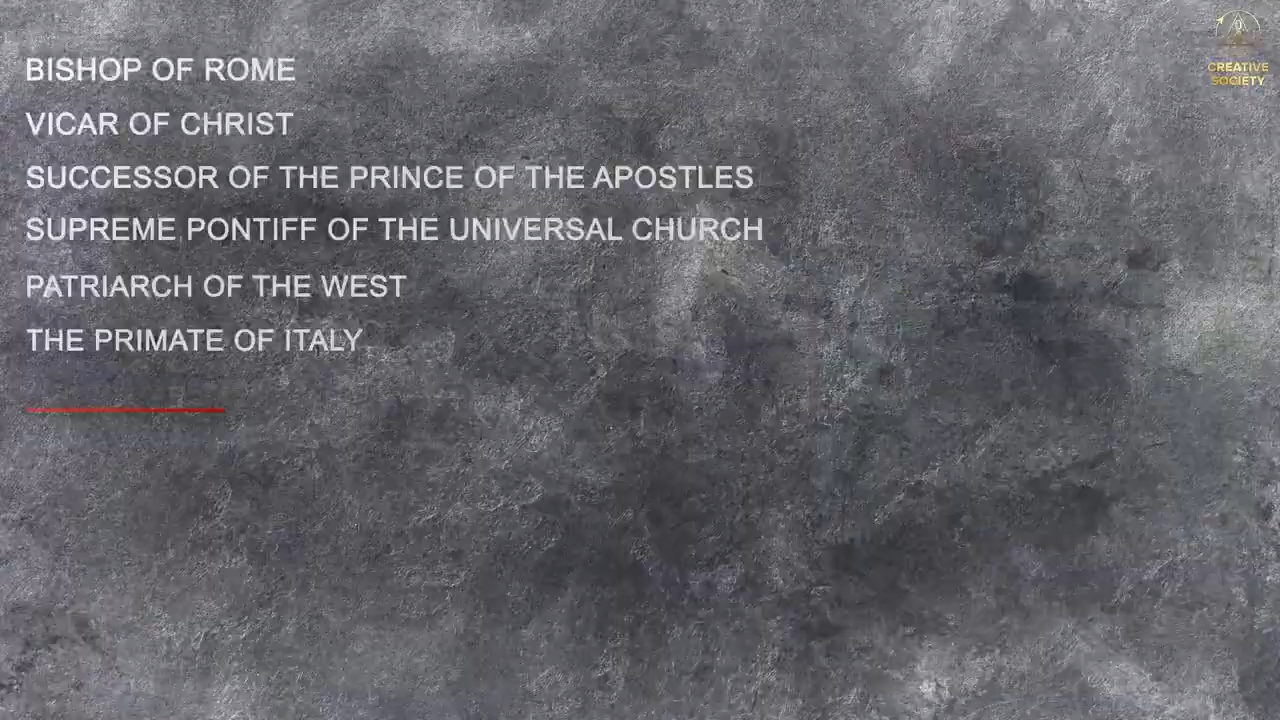 BISHOP OF ROME
VICAR OF CHRIST
SUCCESSOR OF THE PRINCE OF THE APOSTLES
SUPREME PONTIFF OF THE UNIVERSAL CHURCH
PATRIARCH OF THE WEST
THE PRIMATE OF ITALY
CREATIVE
SOCIETY